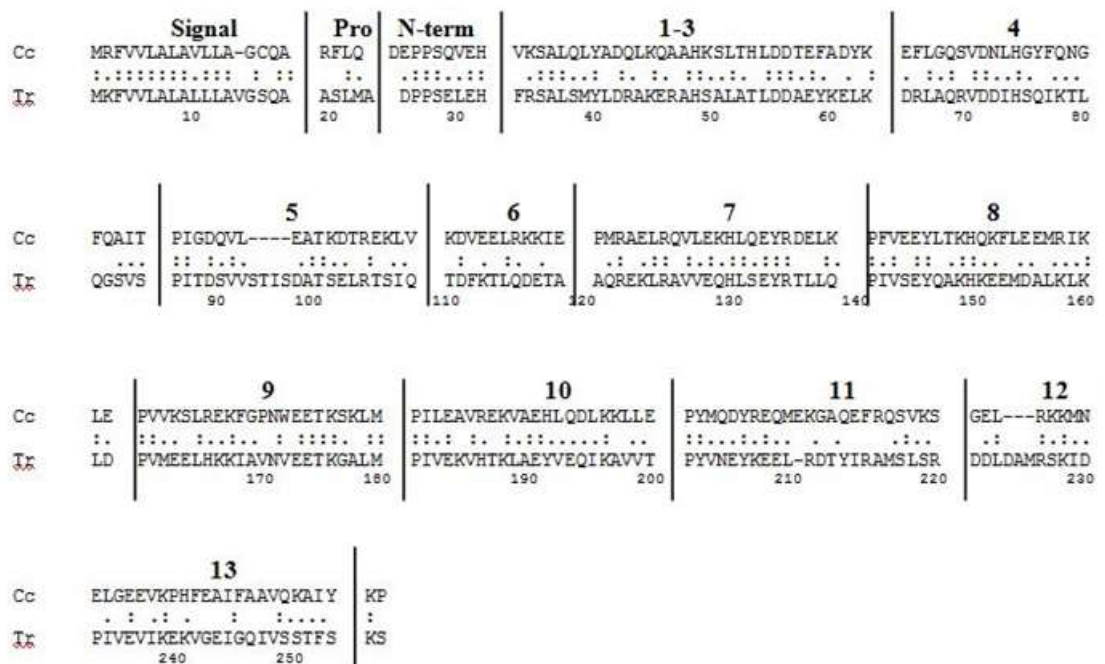 Signal Pro N-term 1-3 4
Cc MRFVVLALAVLLA-GCQA RFLQ DEPPSQVEH VKSALQLYADQLKQAAHKSLTHLDDTEFADYK EFLGQSVDNLHGYFQNG
Tr MKFVVLALALLLAVGSQA ASLMA DPPSELEH FRSALSMYLDRAKERAHSALATLDDAEYKELK DRLAQRVDDIHSQIKTL
10 20 30 40 50 60 70 80
5 6 7 8
Cc FQAIT PIGDQVL----EATKDTREKLV KDVEELRKKIE PMRAELRQVLEKHLQEYRDELK PFVEEYLTKHQKFLEEMRIK
Tr QGSVS PITDSVVSTISDATSELRTSIQ TDFKTLQDETA AQREKLRAVVEQHLSEYRTLLQ PIVSEYQAKHKEEMDALKLK
90 100 110 120 130 140 150 160
9 10 11 12
Cc LE PVVKSLREKFGPNWEETKSKLM PILEAVREKVAEHLQDLKKLLE PYMQDYREQMEKGAQEFRQSVKS GEL---RKKMN
Tr LD PVMEELHKKIAVNVEETKGALM PIVEKVHTKLAEYVEQIKAVVT PYVNEYKEEL-RDTYIRAMSLSR DDLDAMRSKID
170 180 190 200 210 220 230
13
Cc ELGEEVKPHFEAIFAAVQKAIY KP
Tr PIVEVIKEKVGEIGQIVSSTFS KS
240 250